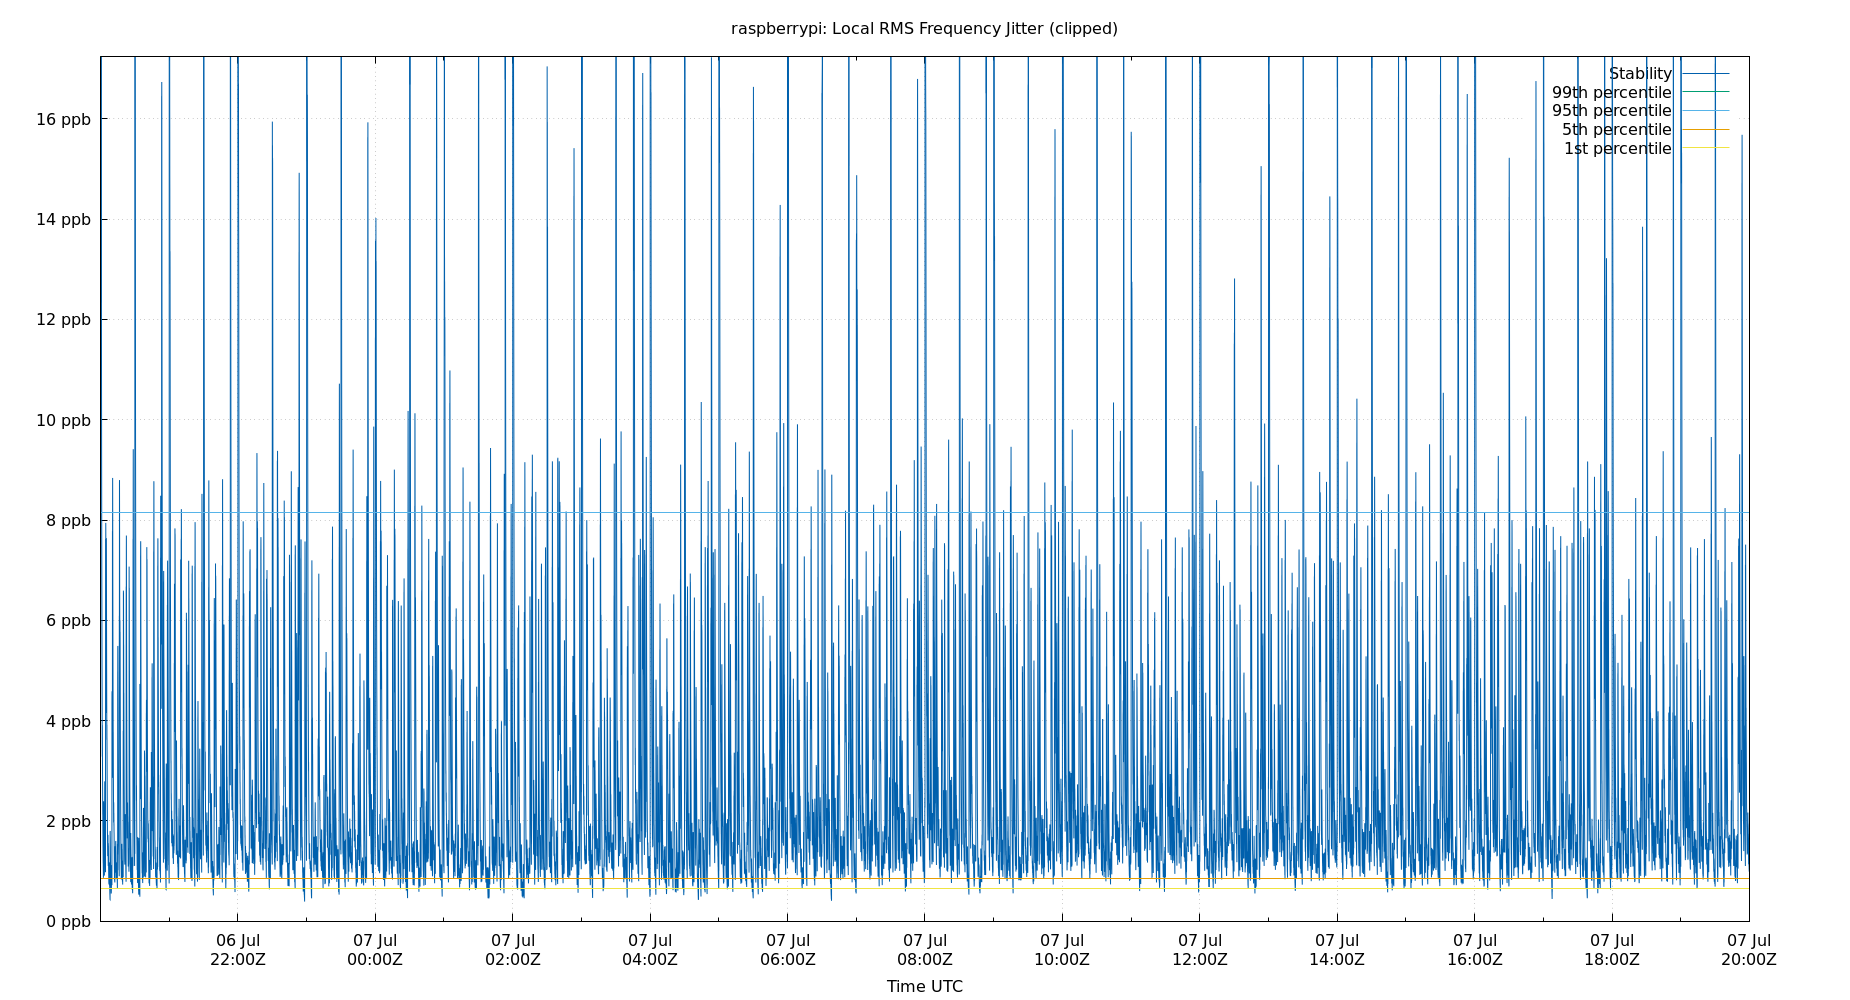 raspberrypi: Local RMS Frequency Jitter (clipped)
Stability
99th percentile
95th percentile
5th percentile
1st percentile
16 ppb
14 ppb
12 ppb
10 ppb
8 ppb
6 ppb
4 ppb
2 ppb
0 ppb
06 Jul 07 Jul 07 Jul 07 Jul 07 Jul 07 Jul 07 Jul 07 Jul 07 Jul 07 Jul 07 Jul 07 Jul
22:00Z 00:00Z 02:00Z 04:00Z 06:00Z 08:00Z 10:00Z 12:00Z 14:00Z 16:00Z 18:00Z 20:00Z
Time UTC